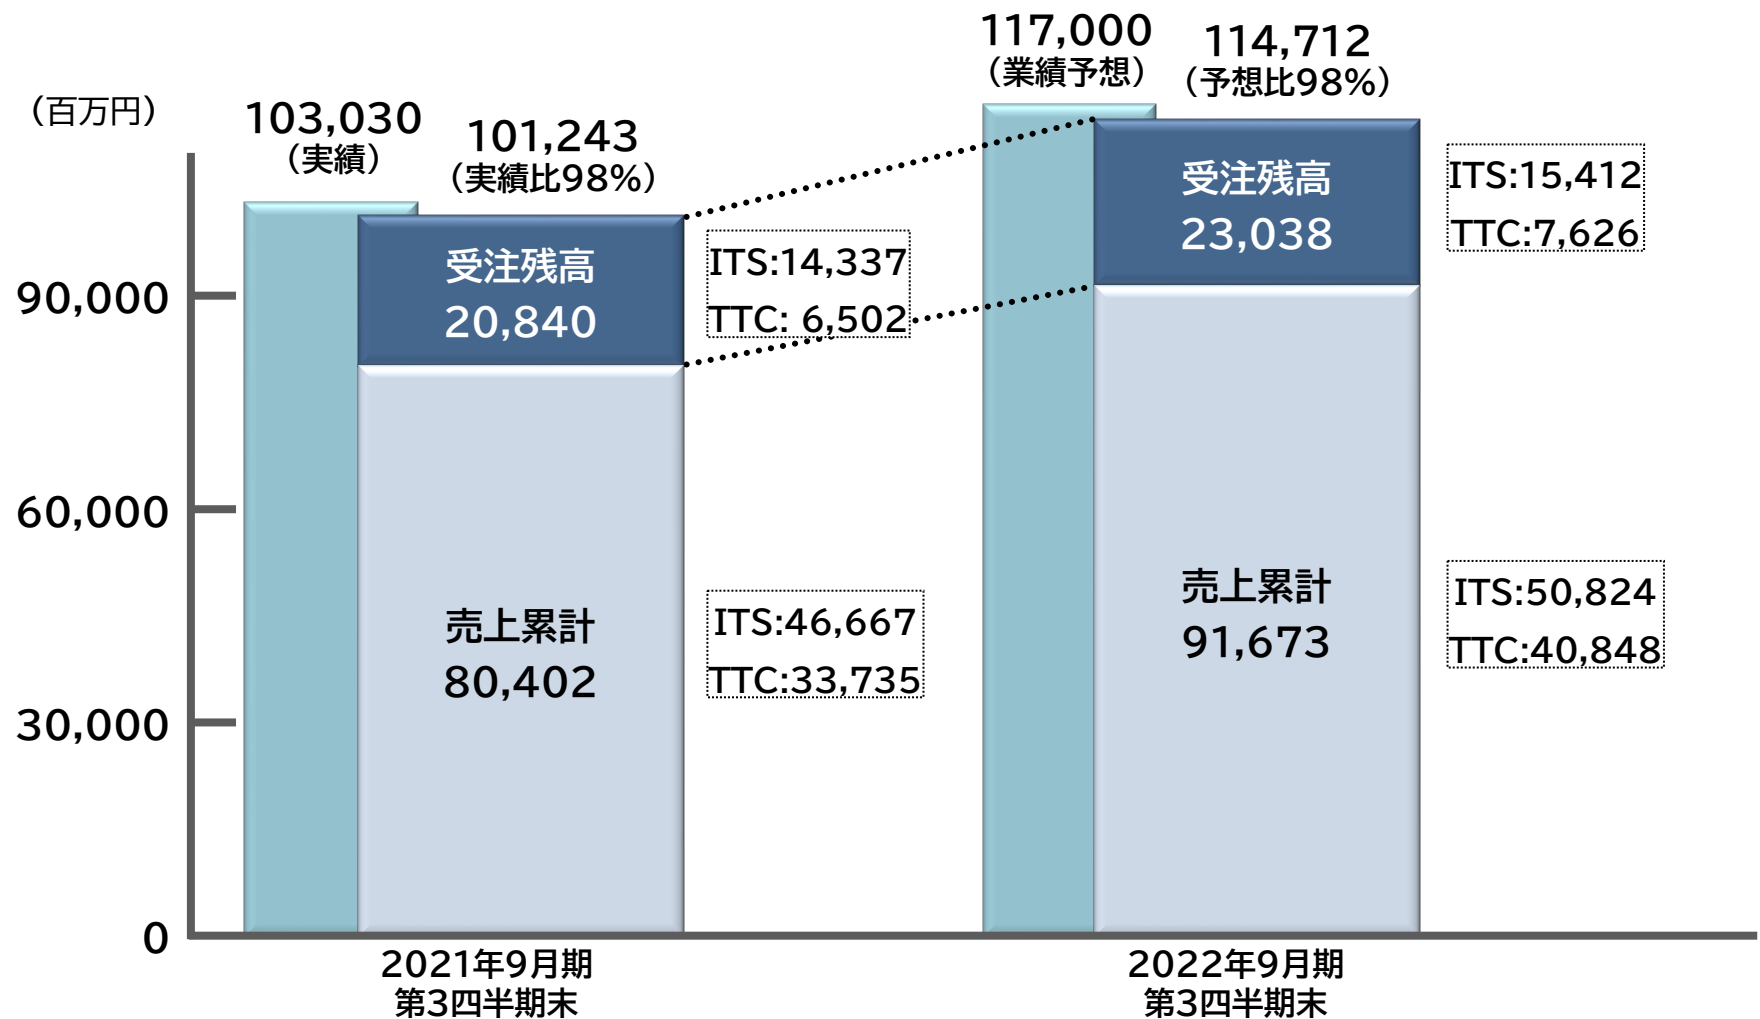 （百万円）
103,030
（実績）
101,243
（実績比98%）
117,000
（業績予想）
114,712
（予想比98%）
90,000
60,000
30,000
0
受注残高
20,840
ITS:14,337
TTC: 6,502
売上累計
80,402
ITS:46,667
TTC:33,735
受注残高
23,038
ITS:15,412
TTC:7,626
売上累計
91,673
ITS:50,824
TTC:40,848
2021年9月期
第3四半期末
2022年9月期
第3四半期末